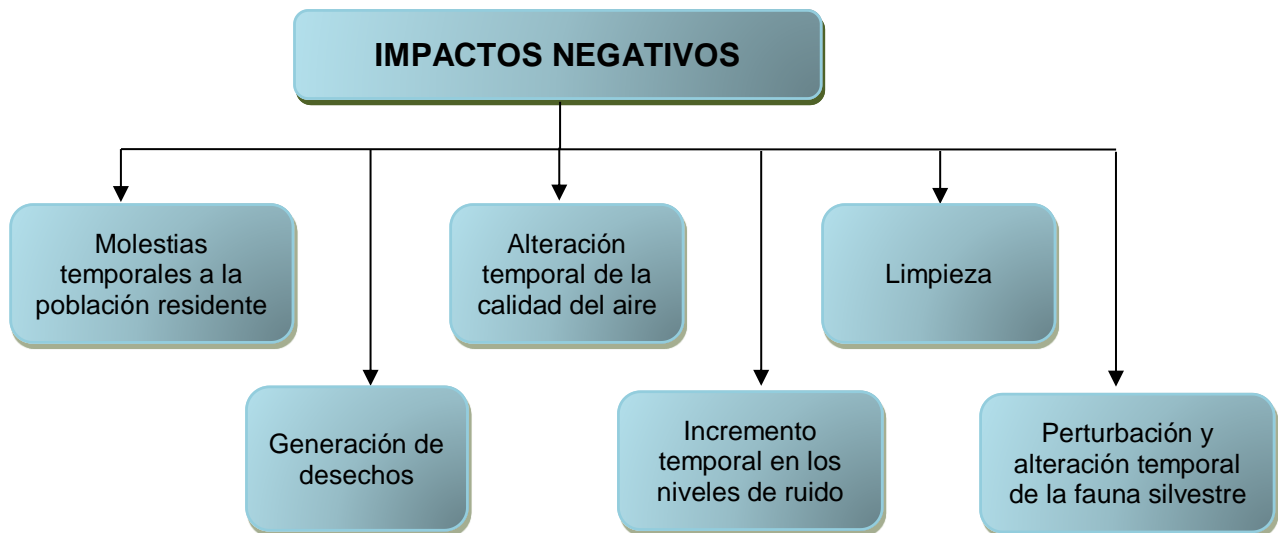 IMPACTOS NEGATIVOS
Molestias
temporales a la
población residente
Alteración
temporal de la
calidad del aire
Limpieza
Generación de
desechos
Incremento
temporal en los
niveles de ruido
Perturbación y
alteración temporal
de la fauna silvestre